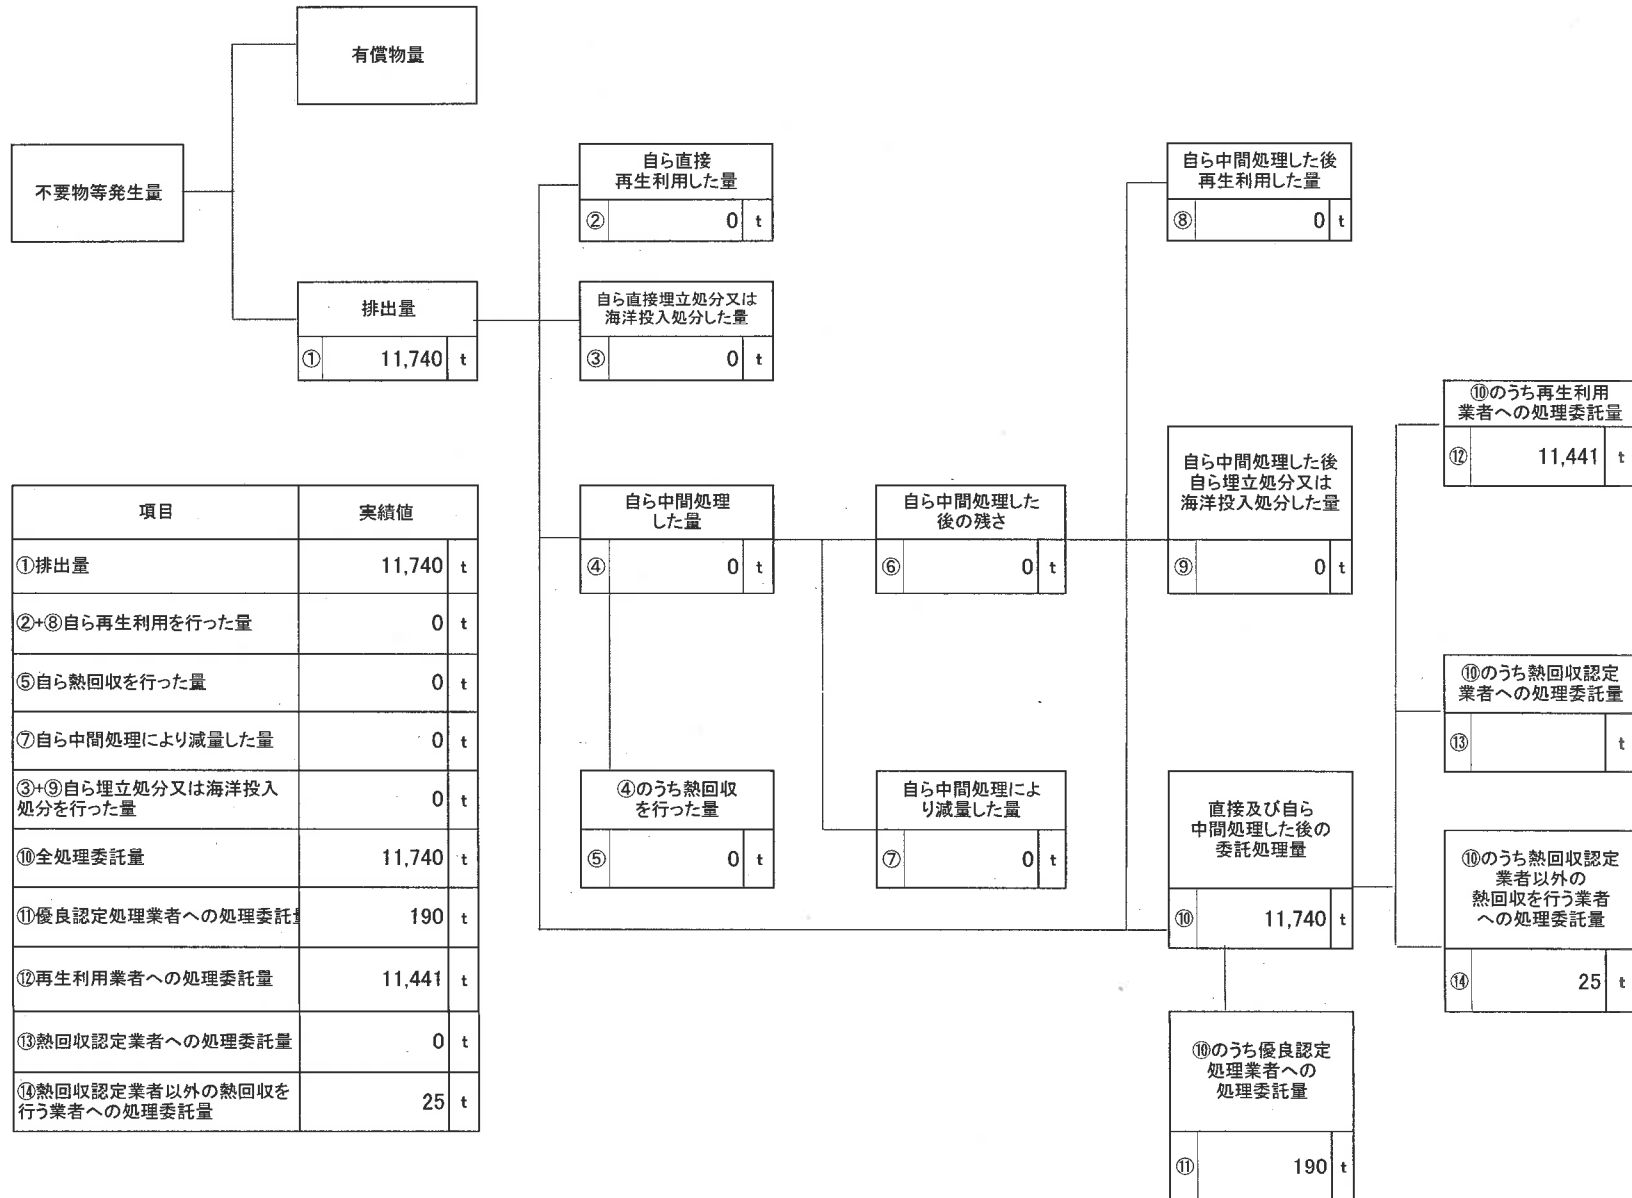 有償物量
不要物等発生量
排出量
① 11,740 t
自ら直接
再生利用した量
② 0 t
自ら直接埋立処分又は
海洋投入処分した量
③ 0 t
自ら中間処理
した量
④ 0 t
④のうち熱回収
を行った量
⑤ 0 t
自ら中間処理した
後の残さ
⑥ 0 t
自ら中間処理によ
り減量した量
⑦ 0 t
自ら中間処理した後
再生利用した量
⑧ 0 t
自ら中間処理した後
自ら埋立処分又は
海洋投入処分した量
⑨ 0 t
直接及び自ら
中間処理した後の
委託処理量
⑩ 11,740 t
⑩のうち優良認定
処理業者への
処理委託量
⑪ 190 t
⑩のうち再生利用
業者への処理委託量
⑫ 11,441 t
⑩のうち熱回収認定
業者への処理委託量
⑬ t
⑩のうち熱回収認定
業者以外の
熱回収を行う業者
への処理委託量
⑭ 25 t
項目 実績値
①排出量 11,740 t
②+⑧自ら再生利用を行った量 0 t
⑤自ら熱回収を行った量 0 t
⑦自ら中間処理により減量した量 0 t
③+⑨自ら埋立処分又は海洋投入
処分を行った量 0 t
⑩全処理委託量 11,740 t
⑪優良認定処理業者への処理委託 190 t
⑫再生利用業者への処理委託量 11,441 t
⑬熱回収認定業者への処理委託量 0 t
⑭熱回収認定業者以外の熱回収を
行う業者への処理委託量 25 t